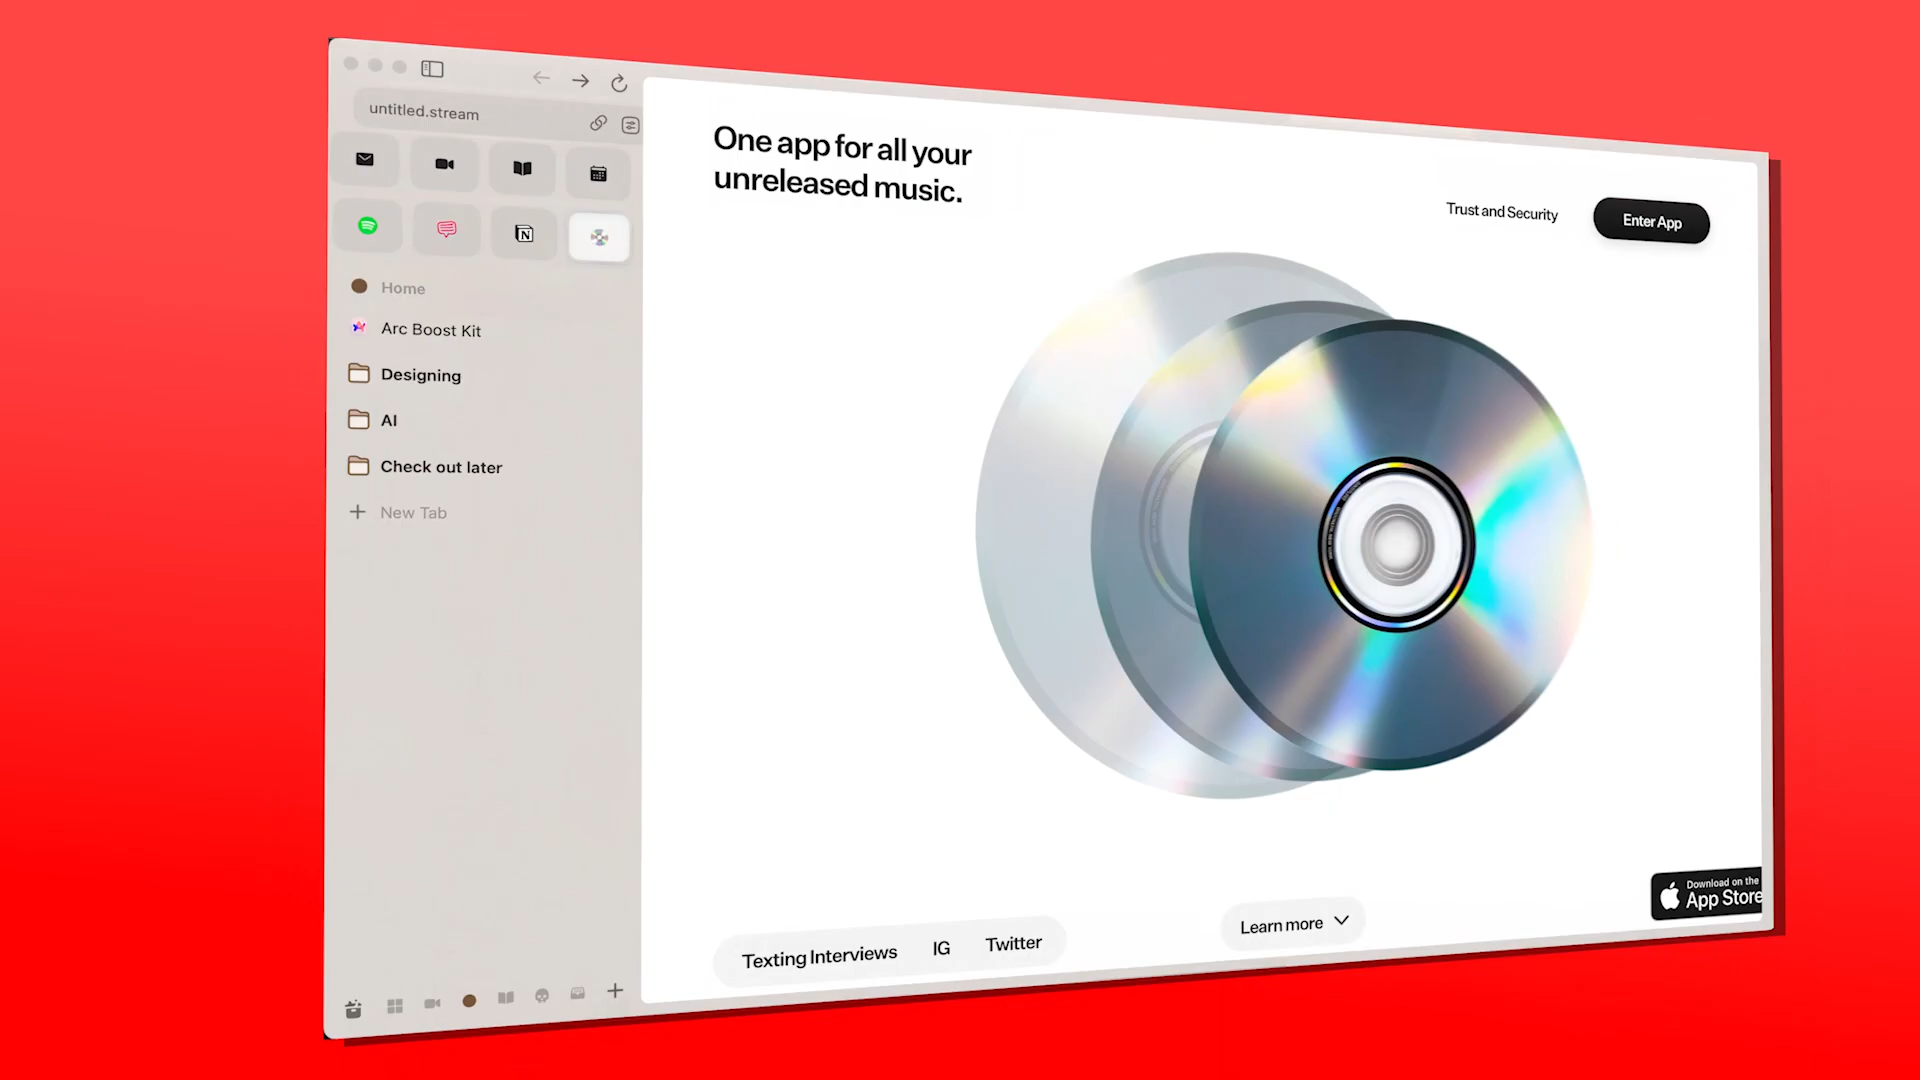 untitled.stream
Home
Arc Boost Kit
Designing
AI
Check out later
New Tab
One app for all your
unreleased music.
Trust and Security
Enter App
Texting Interviews
IG
Twitter
Learn more
Download on the
App Store